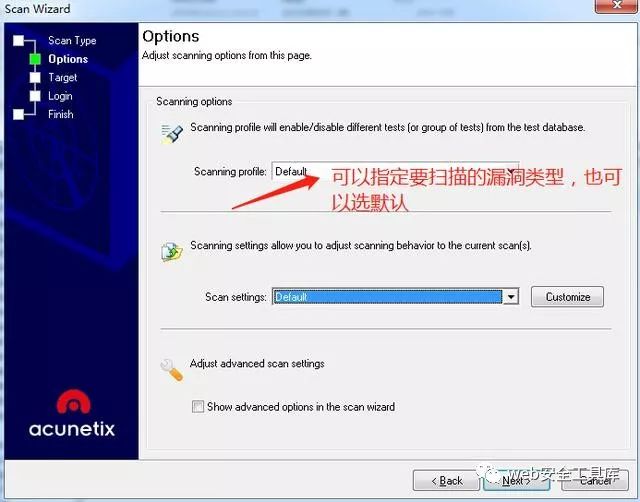 Scan Wizard
Scan Type
Options
Target
Login
Finish
Options
Adjust scanning options from this page.
Scanning options
Scanning profile will enable/disable different tests (or group of tests) from the test database.
Scanning profile: Default
可以指定要扫描的漏洞类型，也可
以选默认
Scanning settings allow you to adjust scanning behavior to the current scan(s).
Scan settings: Default
Customize
Adjust advanced scan settings
Show advanced options in the scan wizard
acunetix
< Back
Next >
Cancel
web安全工具库